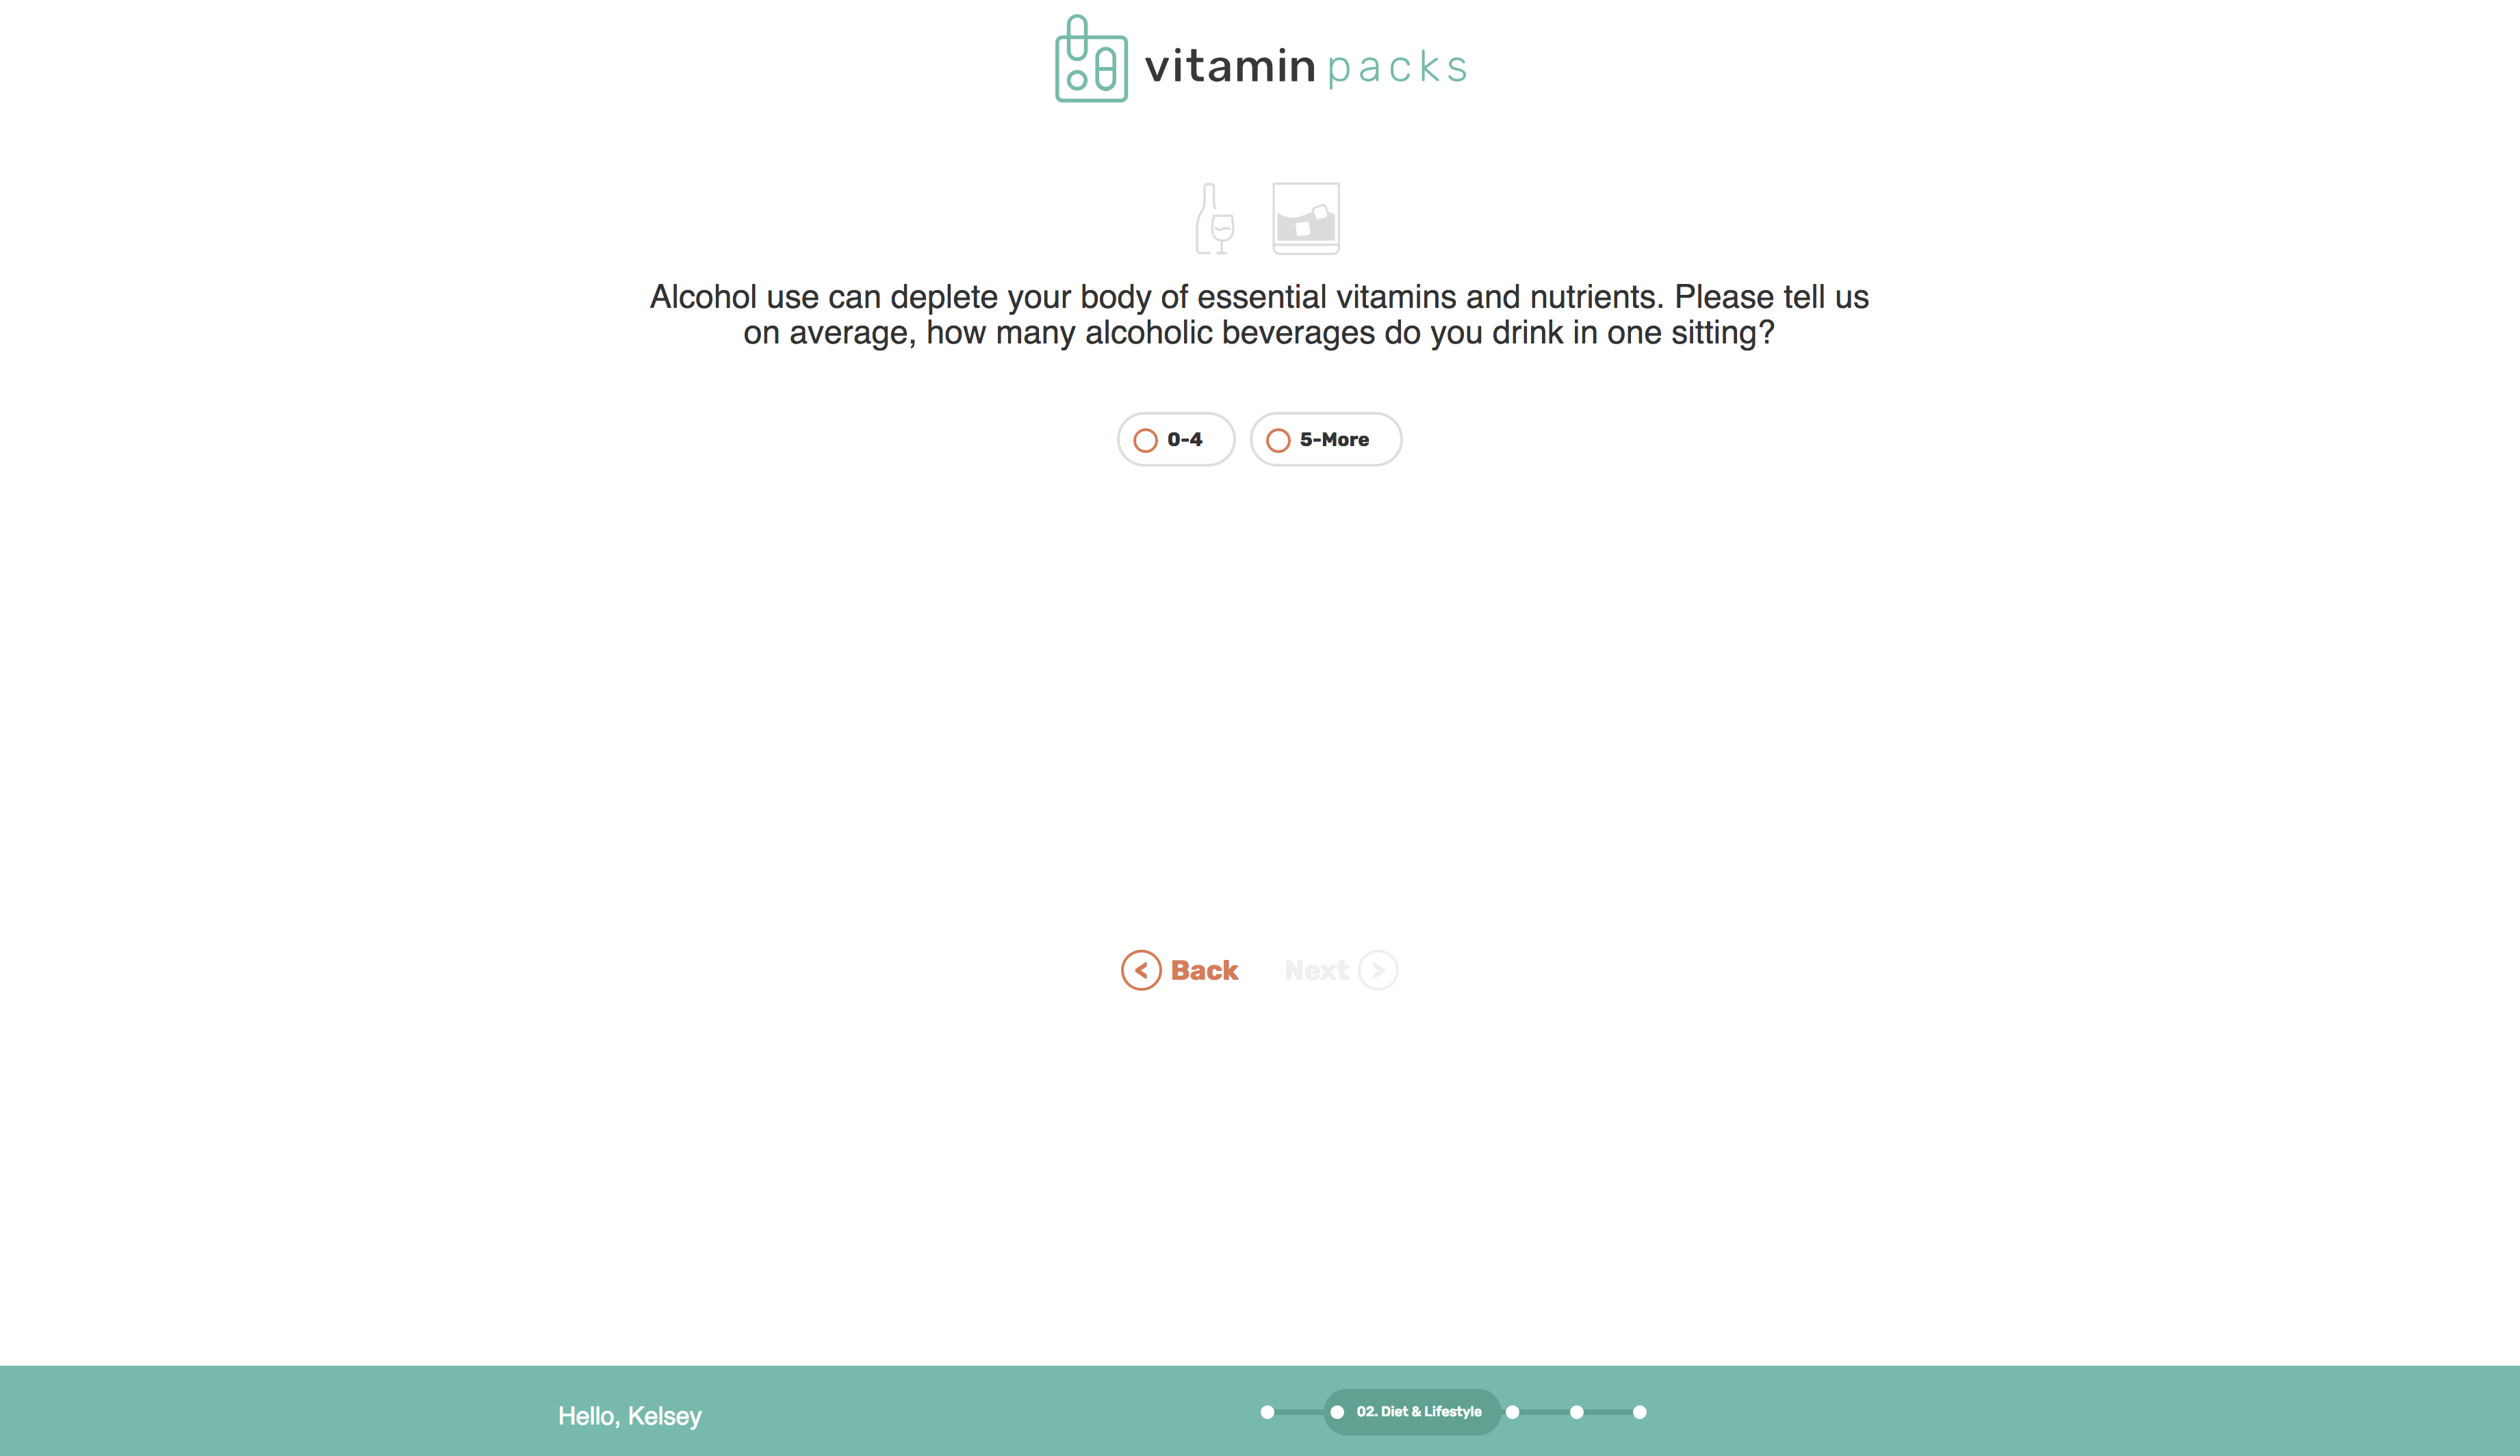 vitamin packs
Alcohol use can deplete your body of essential vitamins and nutrients. Please tell us
on average, how many alcoholic beverages do you drink in one sitting?
0-4
5-More
< Back
Next >
Hello, Kelsey
02. Diet & Lifestyle